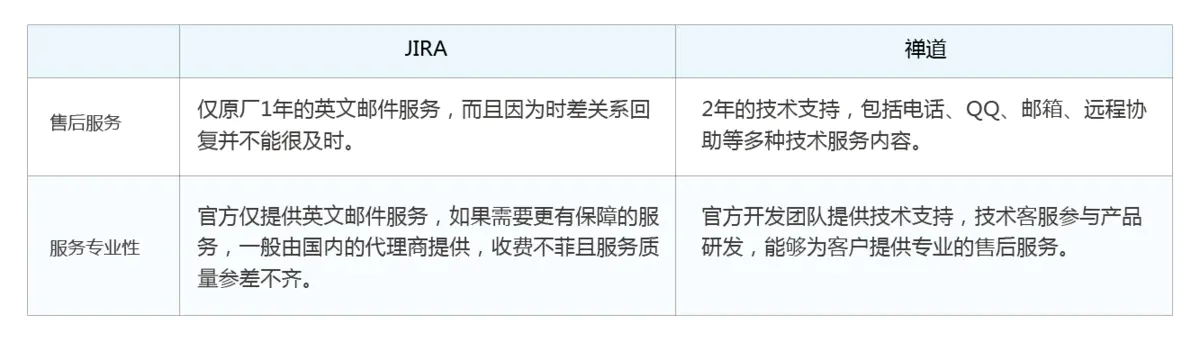 JIRA
禅道
售后服务
仅原厂1年的英文邮件服务，而且因为时差关系回
复并不能很及时。
2年的技术支持，包括电话、QQ、邮箱、远程协
助等多种技术服务内容。
服务专业性
官方仅提供英文邮件服务，如果需要更有保障的服
务，一般由国内的代理商提供，收费不菲且服务质
量参差不齐。
官方开发团队提供技术支持，技术客服参与产品
研发，能够为客户提供专业的售后服务。